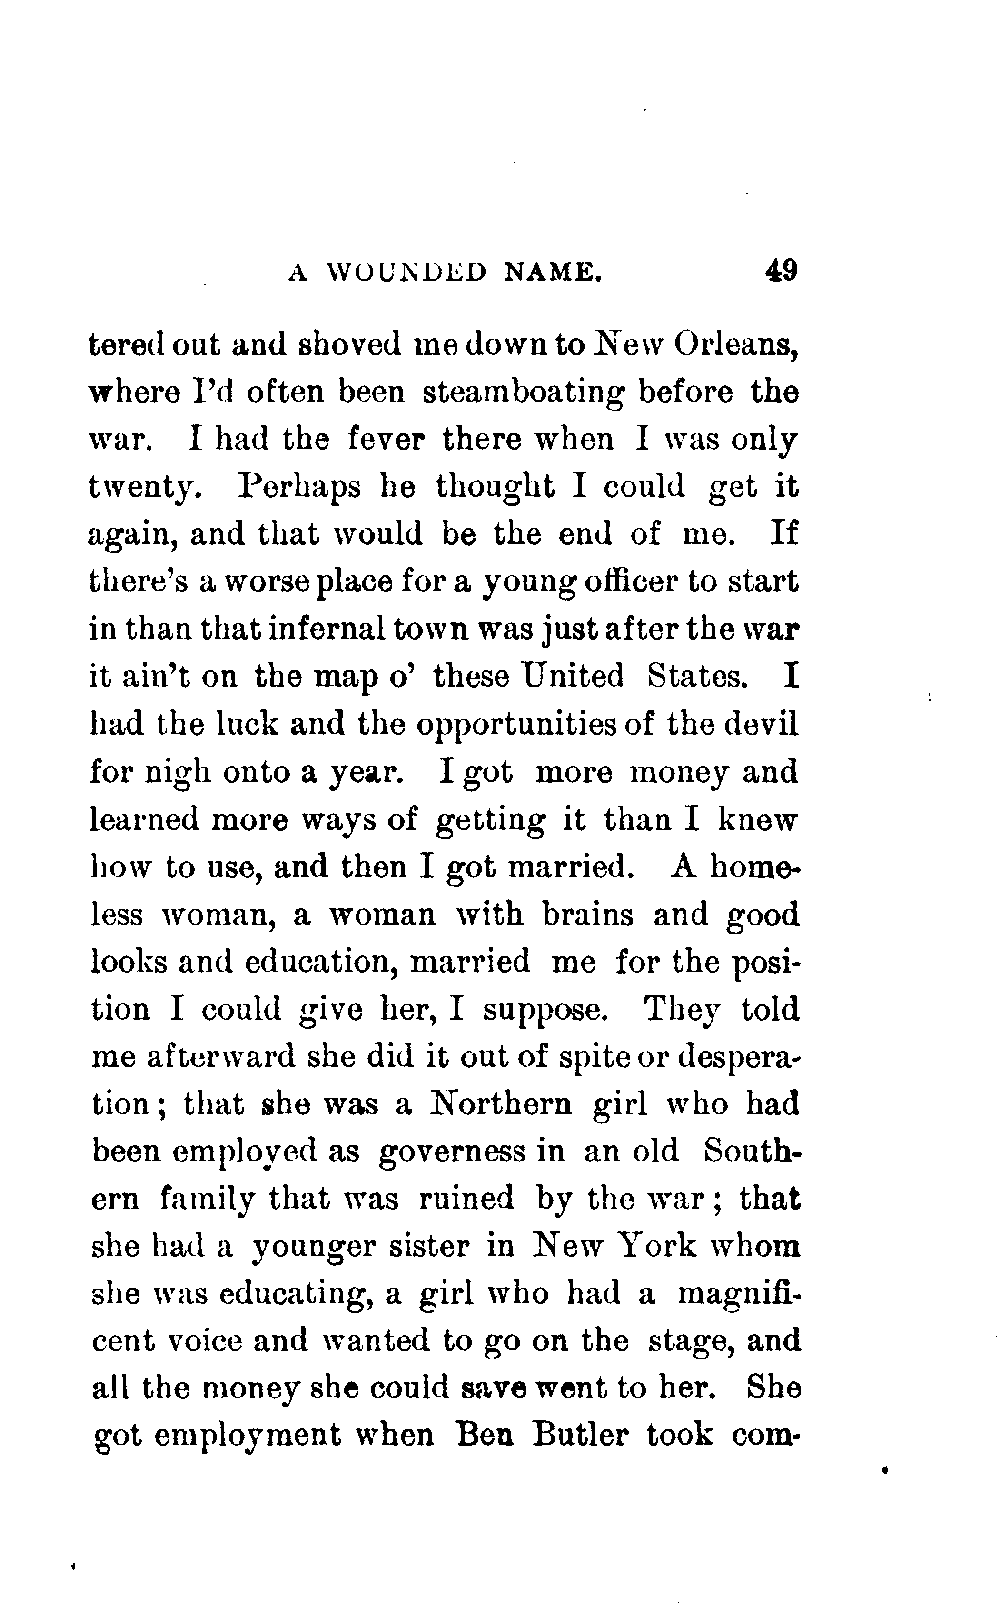 A WOUNDED NAME. 49
tered out and shoved me down to New Orleans,
where I'd often been steamboating before the
war. I had the fever there when I was only
twenty. Perhaps he thought I could get it
again, and that would be the end of me. If
there's a worse place for a young officer to start
in than that infernal town was just after the war
it ain't on the map o' these United States. I
had the luck and the opportunities of the devil
for nigh onto a year. I got more money and
learned more ways of getting it than I knew
how to use, and then I got married. A home-
less woman, a woman with brains and good
looks and education, married me for the posi-
tion I could give her, I suppose. They told
me afterward she did it out of spite or despera-
tion; that she was a Northern girl who had
been employed as governess in an old South-
ern family that was ruined by the war; that
she had a younger sister in New York whom
she was educating, a girl who had a magnifi-
cent voice and wanted to go on the stage, and
all the money she could save went to her. She
got employment when Ben Butler took com-